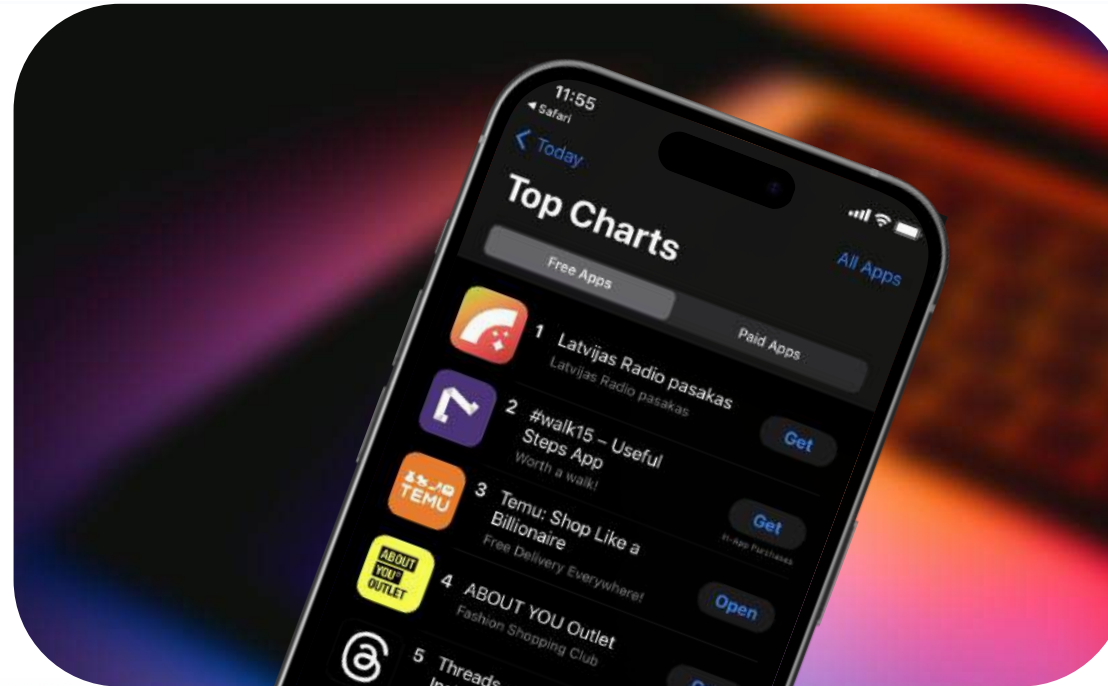 11:55
◀ Safari
Today
Top Charts
All Apps
Free Apps
Paid Apps
1
Latvijas Radio pasakas
Latvijas Radio pasakas
Get
2
#walk15 – Useful
Steps App
Worth a walk!
Get
In-App Purchases
TEMU
3
Temu: Shop Like a
Billionaire
Free Delivery Everywhere!
Open
ABOUT
YOU°
OUTLET
4
ABOUT YOU Outlet
Fashion Shopping Club
5
Threads